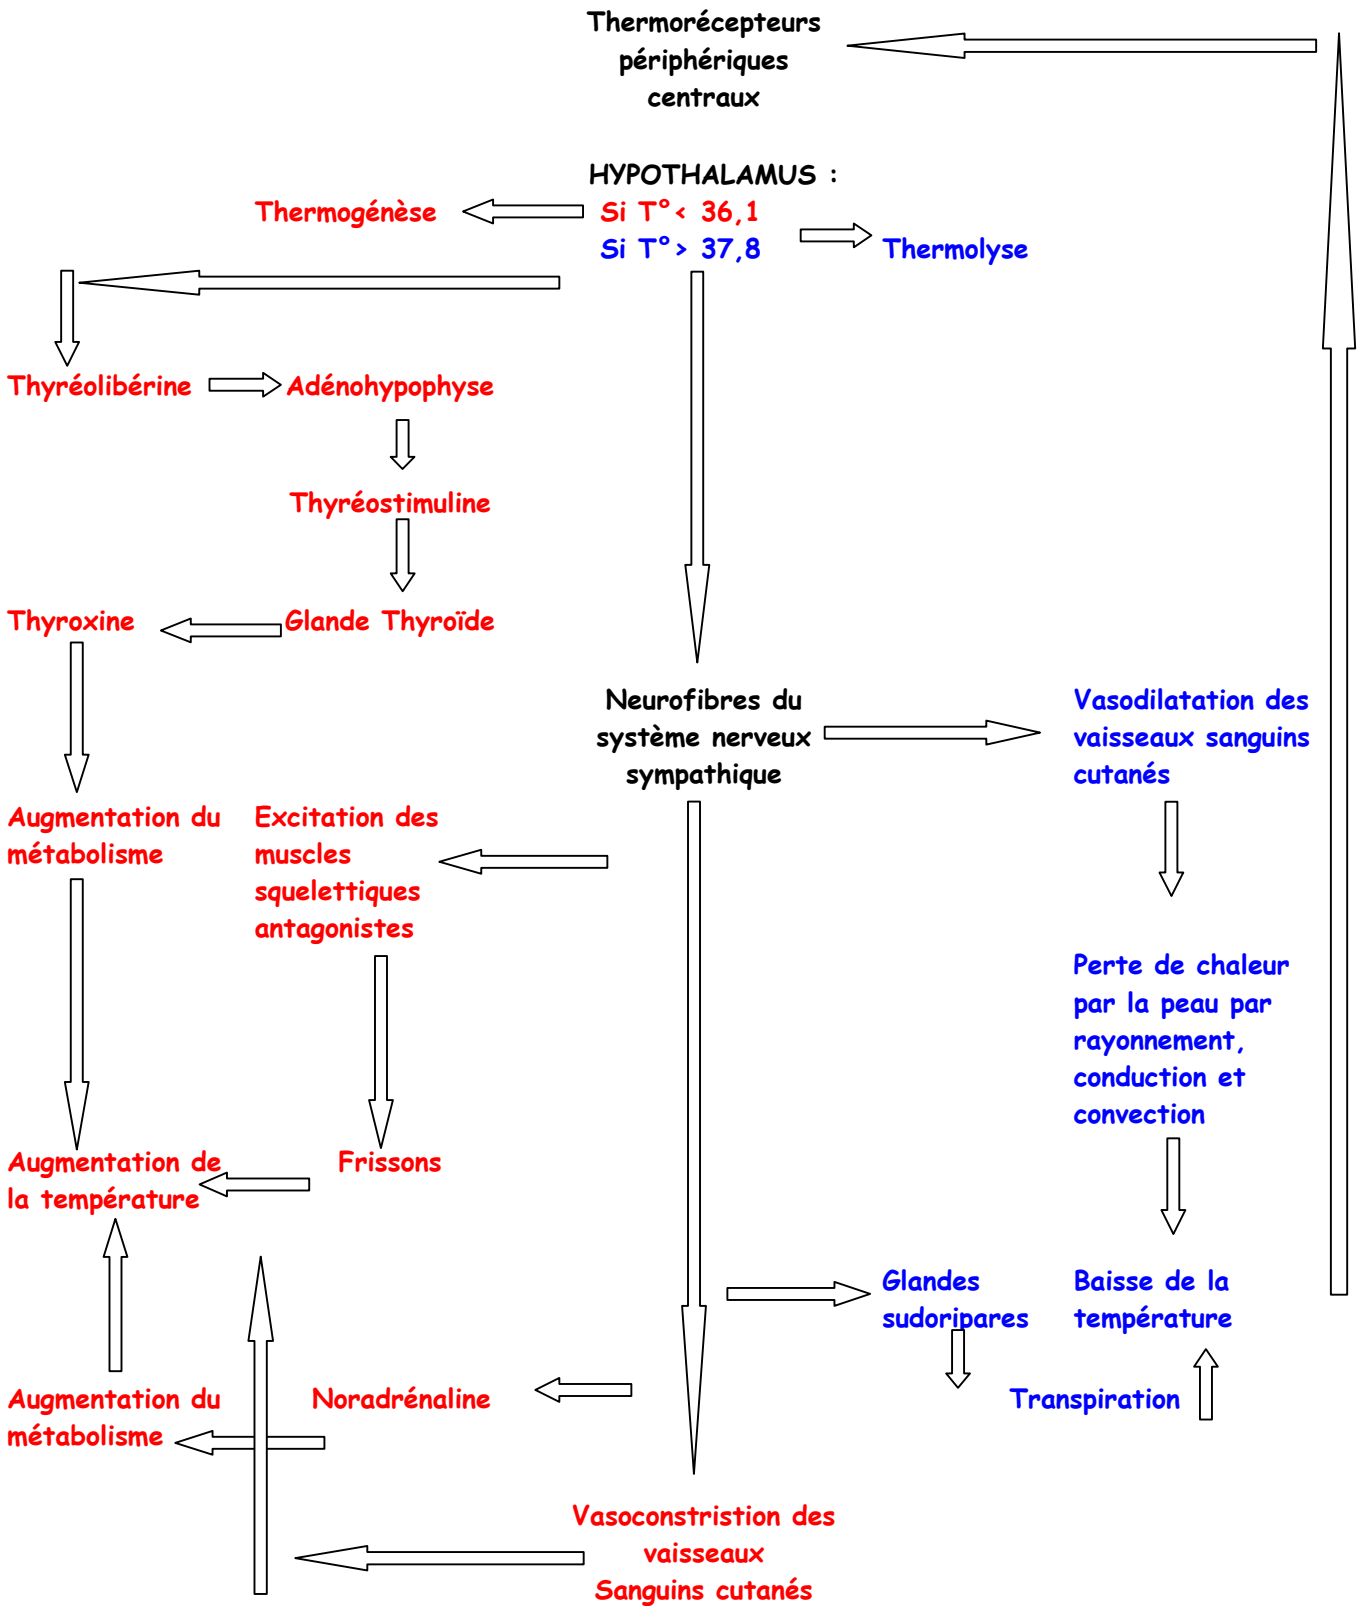 Thermorécepteurs
périphériques
centraux
HYPOTHALAMUS :
Thermogénèse
Si T°< 36,1
Si T°> 37,8
Thermolyse
Thyréolibérine
Adénohypophyse
Thyréostimuline
Thyroxine
Glande Thyroïde
Neurofibres du
système nerveux
sympathique
Vasodilatation des
vaisseaux sanguins
cutanés
Augmentation du
métabolisme
Excitation des
muscles
squelettiques
antagonistes
Perte de chaleur
par la peau par
rayonnement,
conduction et
convection
Augmentation de
la température
Frissons
Glandes
sudoripares
Baisse de la
température
Augmentation du
métabolisme
Noradrénaline
Transpiration
Vasoconstristion des
vaisseaux
Sanguins cutanés